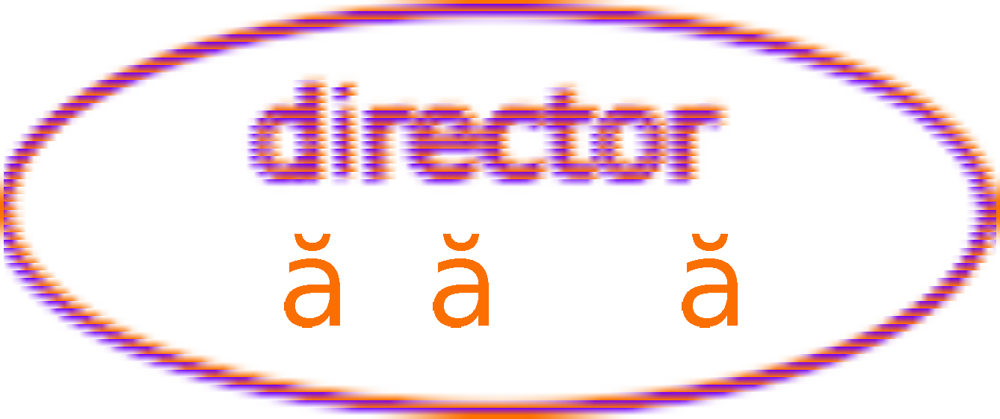 director
ă ă ă